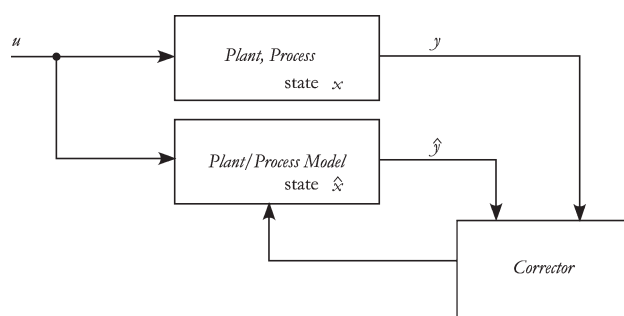 u
Plant, Process
state x
y
Plant/Process Model
state x̂
ŷ
Corrector